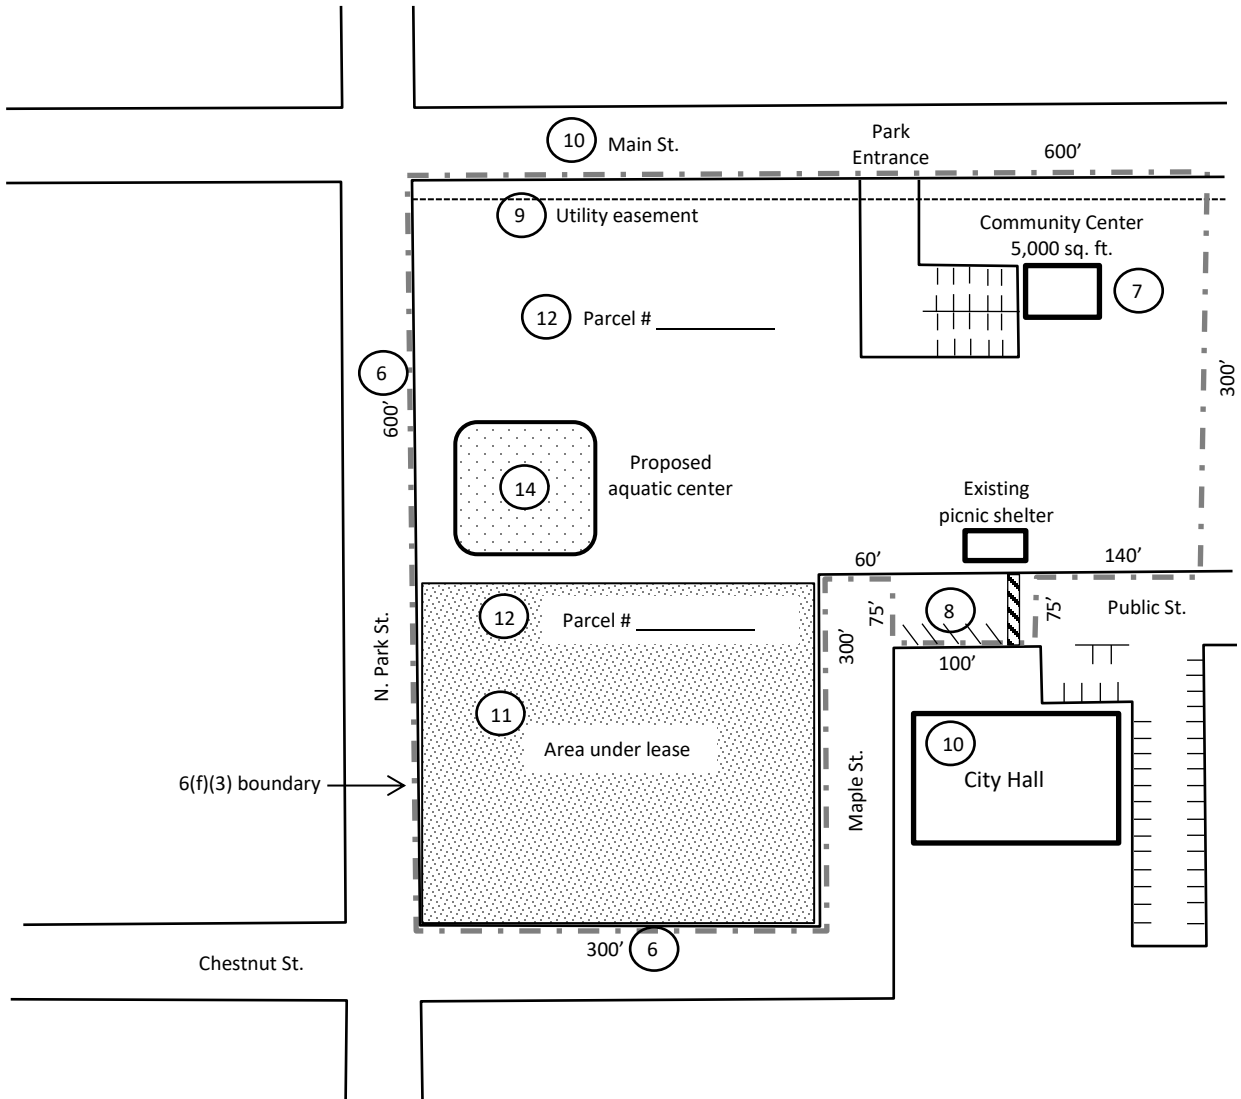 10 Main St.
Park
Entrance
600’
9 Utility easement
Community Center
5,000 sq. ft.
7
12 Parcel # ____________
6
600’
300’
14
Proposed
aquatic center
Existing
picnic shelter
60’
140’
12 Parcel # ____________
75’
8
75’
Public St.
300’
100’
N. Park St.
11
Area under lease
10
City Hall
Maple St.
6(f)(3) boundary
300’ 6
Chestnut St.